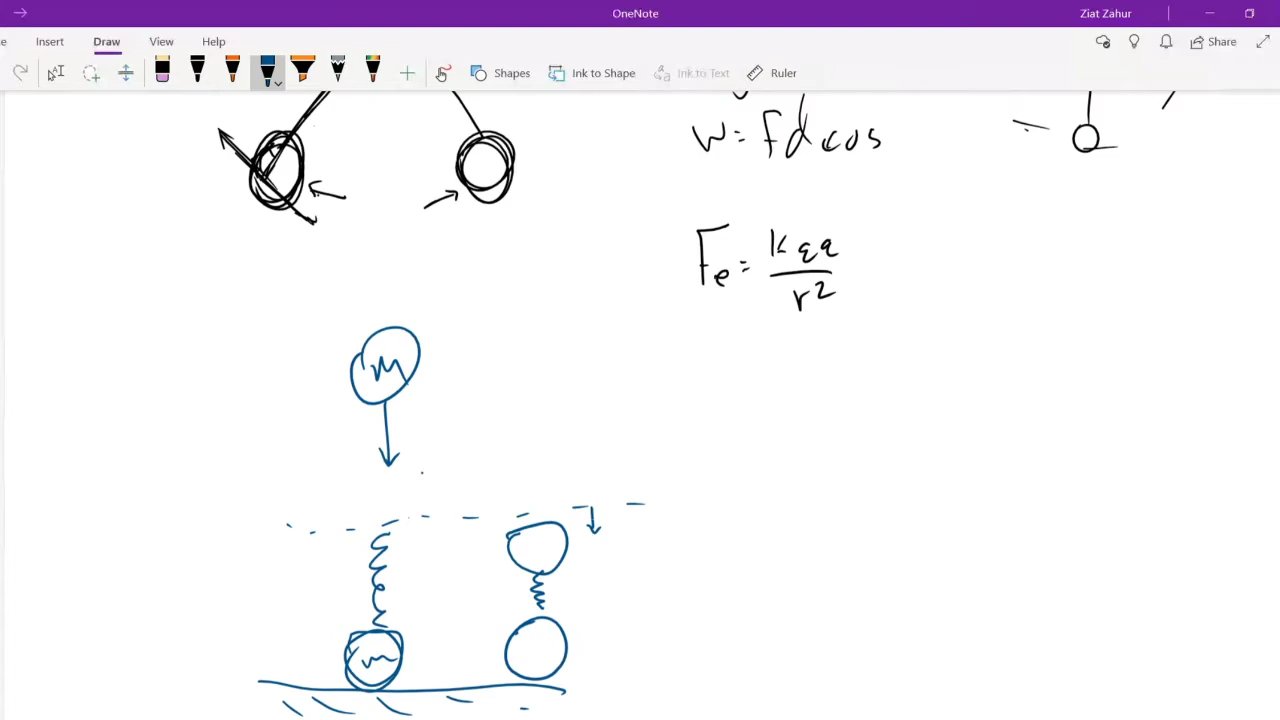 OneNote
Ziat Zahur
Insert Draw View Help
Share
Shapes
Ink to Shape
Ink to Text
Ruler
W = Fd cos
Fe = kqq
r²
m
m